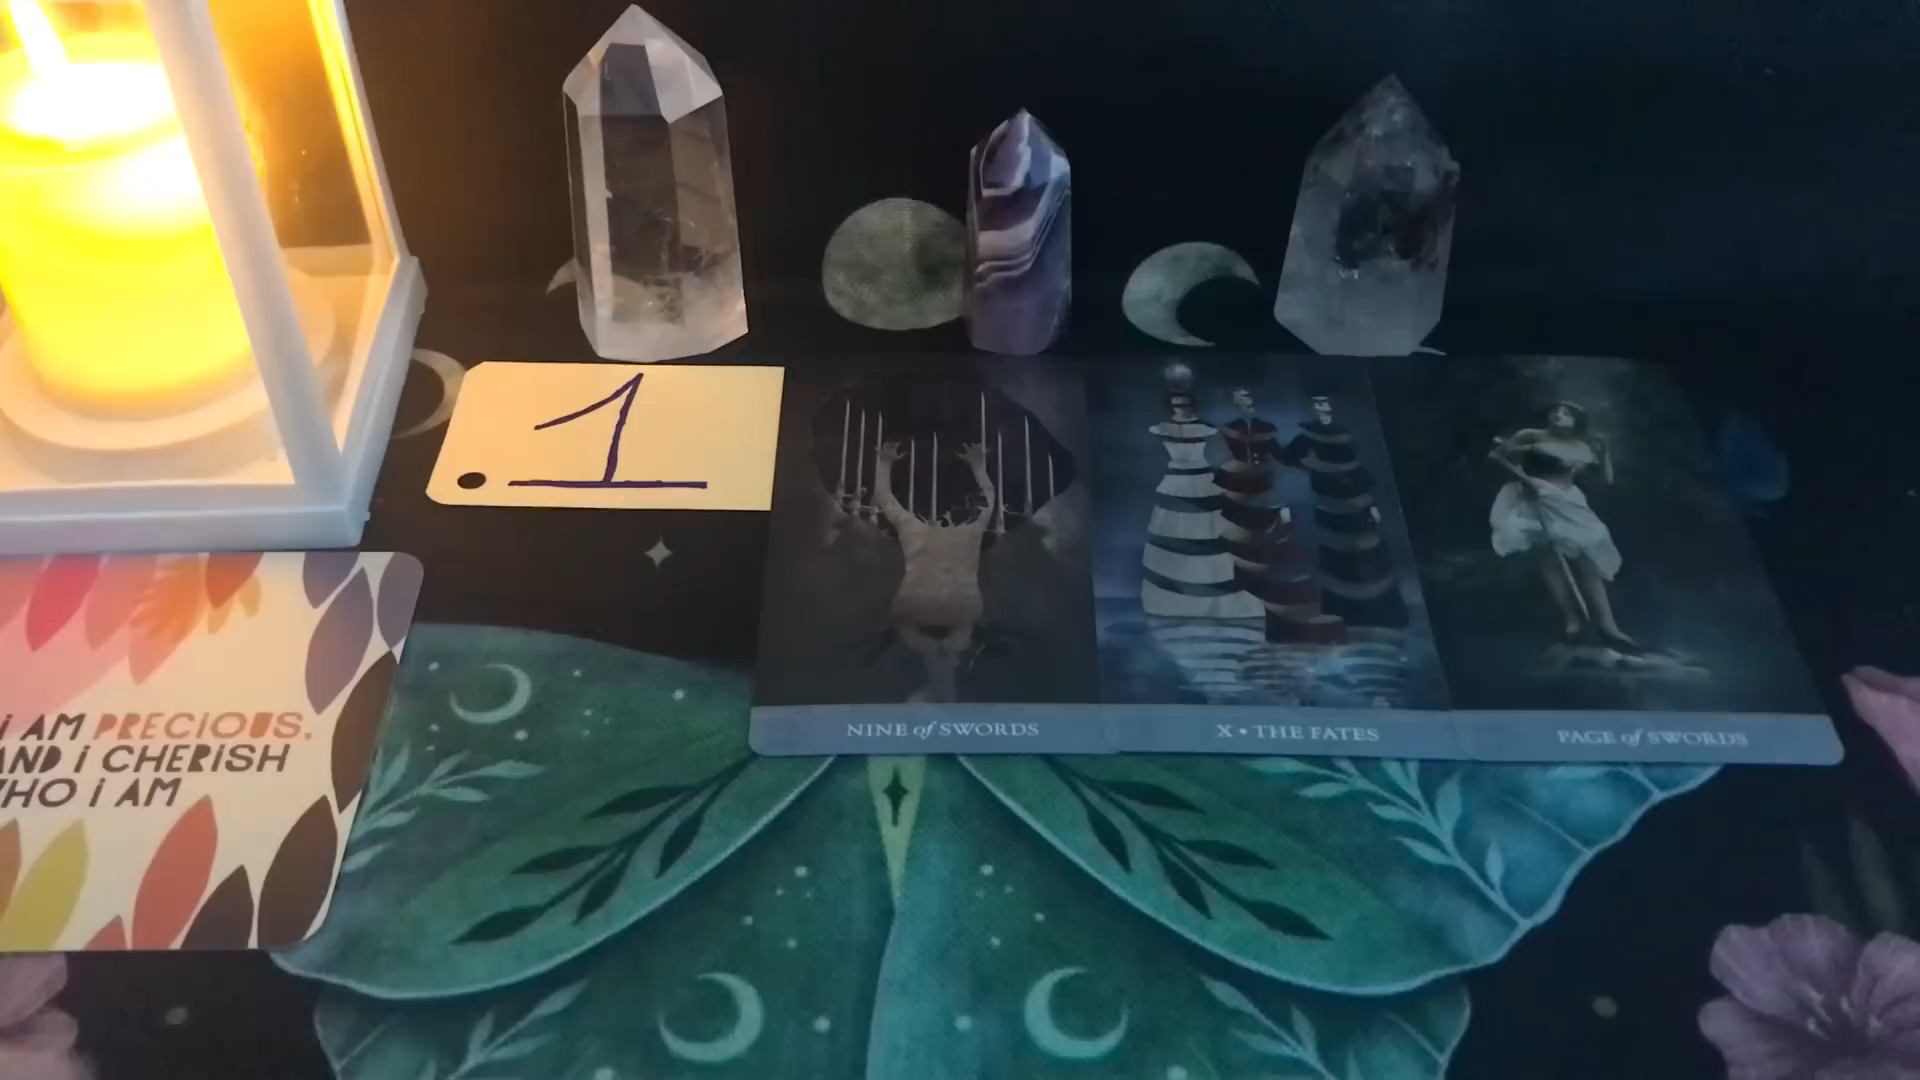 1
I AM PRECIOUS,
AND I CHERISH
WHO I AM
NINE of SWORDS
X • THE FATES
PAGE of SWORDS